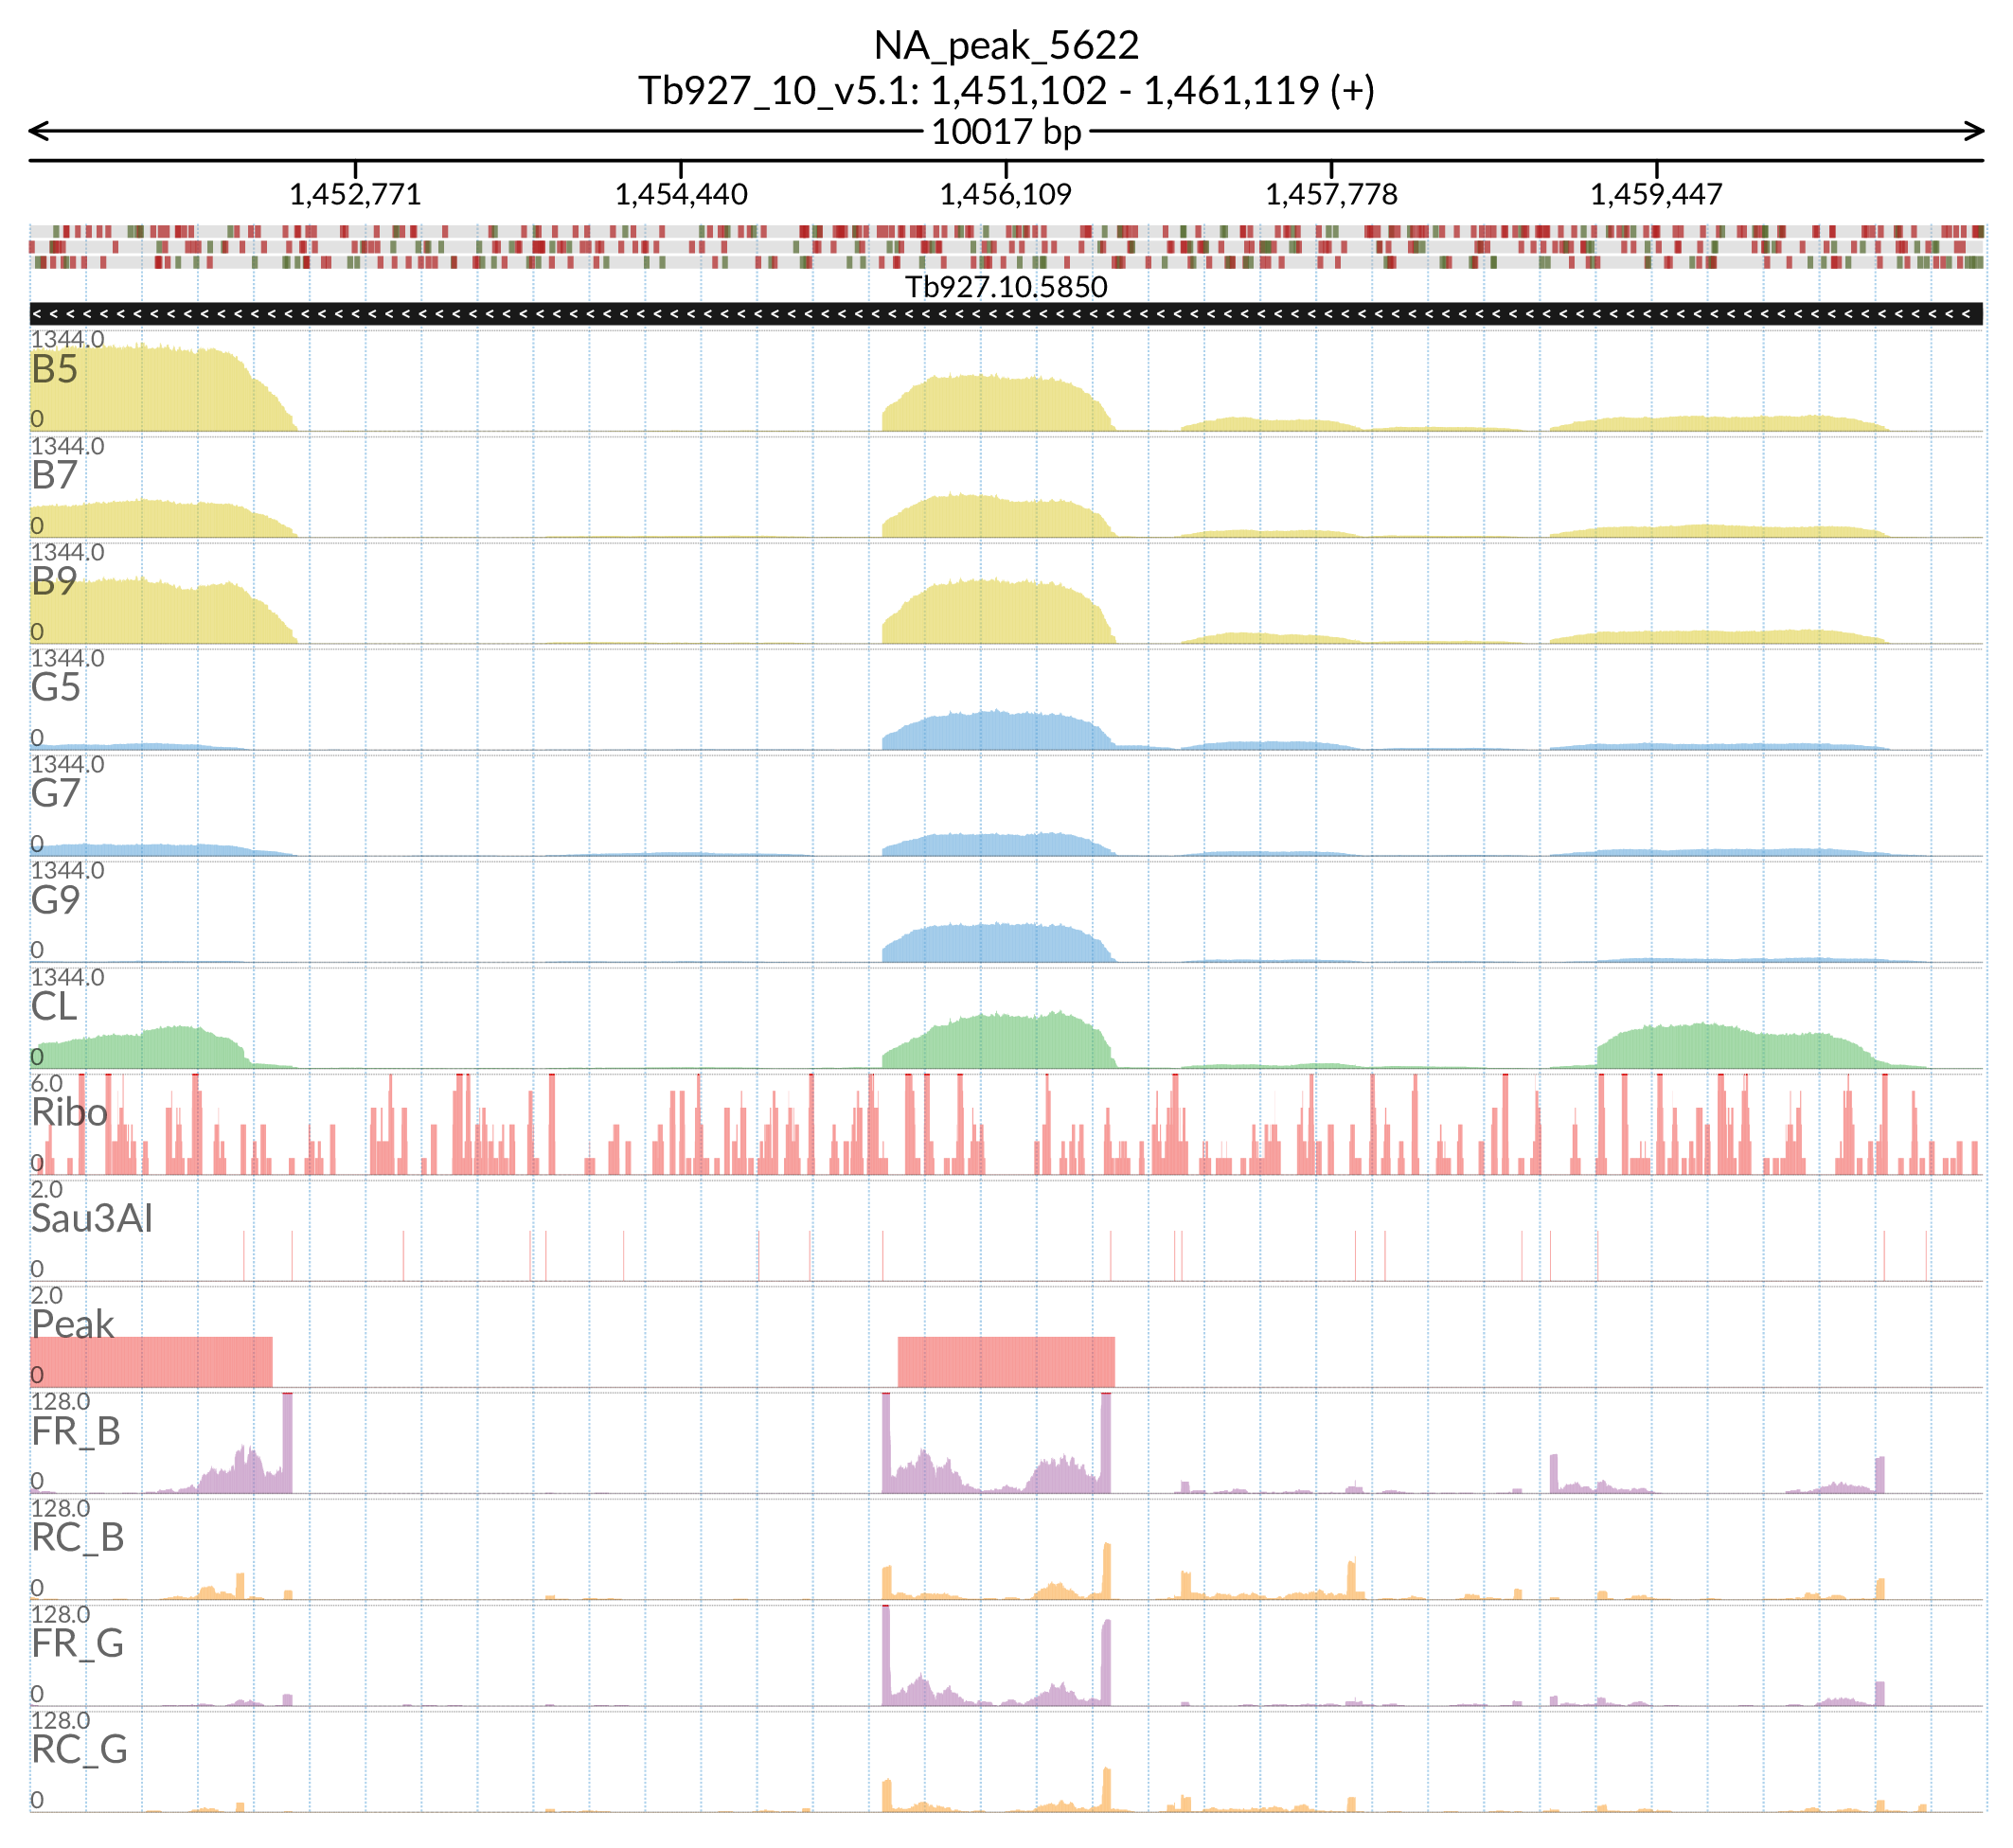 NA_peak_5622
Tb927_10_v5.1: 1,451,102 - 1,461,119 (+)
10017 bp
1,452,771 1,454,440 1,456,109 1,457,778 1,459,447
Tb927.10.5850
1344.0
B5
0
1344.0
B7
0
1344.0
B9
0
1344.0
G5
0
1344.0
G7
0
1344.0
G9
0
1344.0
CL
0
6.0
Ribo
0
2.0
Sau3AI
0
2.0
Peak
0
128.0
FR_B
0
128.0
RC_B
0
128.0
FR_G
0
128.0
RC_G
0